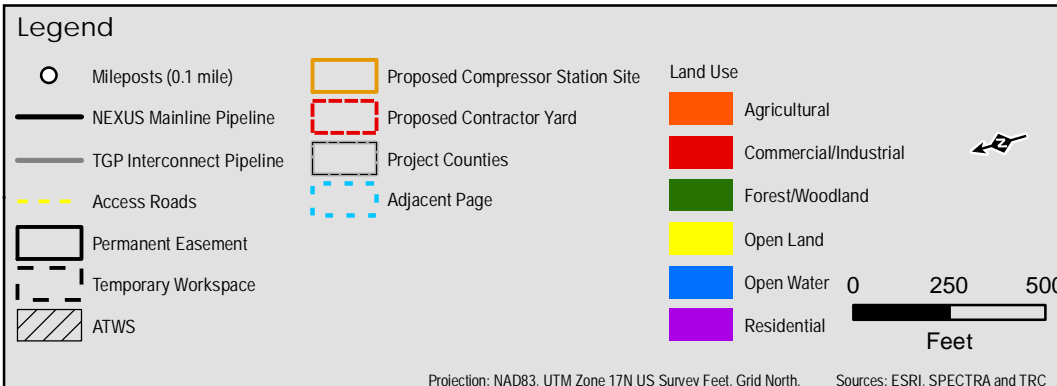 Legend
Mileposts (0.1 mile)
NEXUS Mainline Pipeline
TGP Interconnect Pipeline
Access Roads
Permanent Easement
Temporary Workspace
ATWS
Proposed Compressor Station Site
Proposed Contractor Yard
Project Counties
Adjacent Page
Land Use
Agricultural
Commercial/Industrial
Forest/Woodland
Open Land
Open Water
Residential
N
0 250 500
Feet
Projection: NAD83, UTM Zone 17N US Survey Feet, Grid North. Sources: ESRI, SPECTRA and TRC